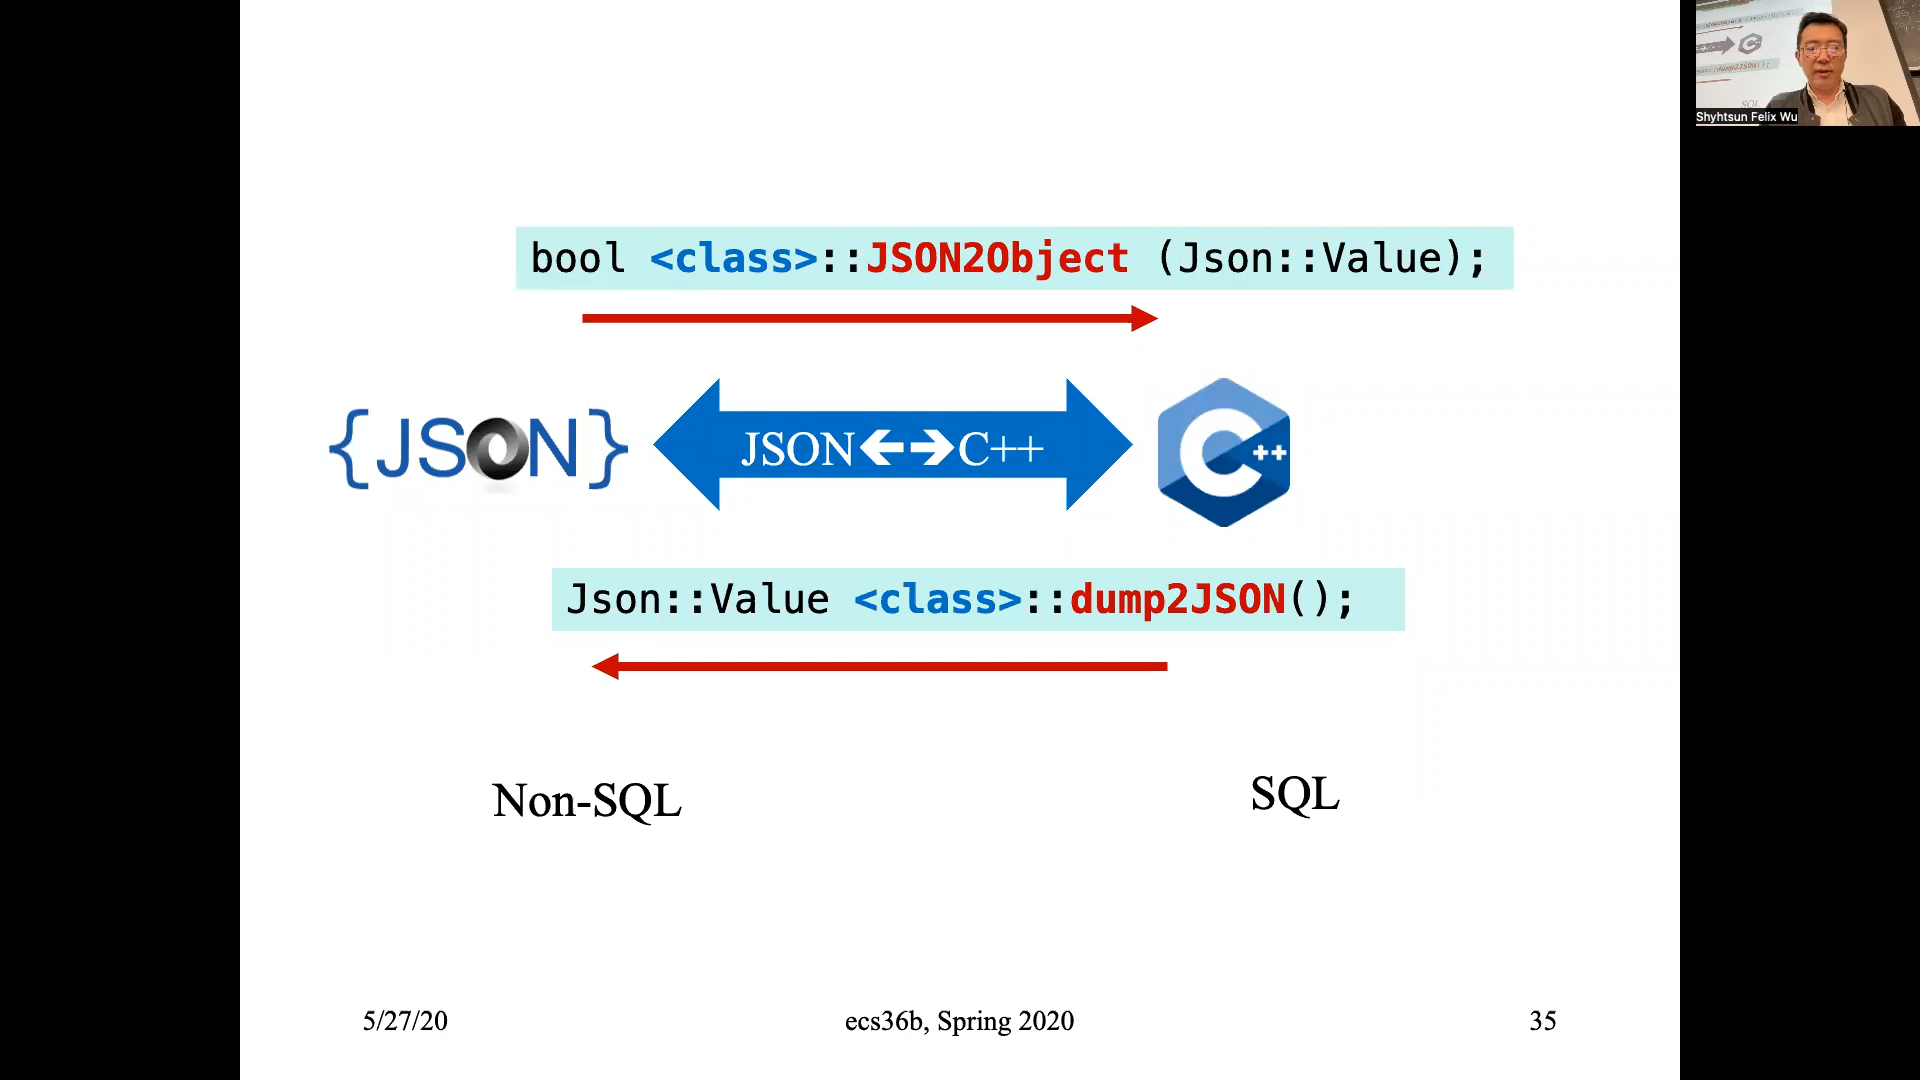 bool <class>::JSON2Object (Json::Value);
{JSON}
JSON🡸🡺C++
C++
Json::Value <class>::dump2JSON();
Non-SQL
SQL
5/27/20
ecs36b, Spring 2020
35
Shyhtsun Felix Wu
SQL